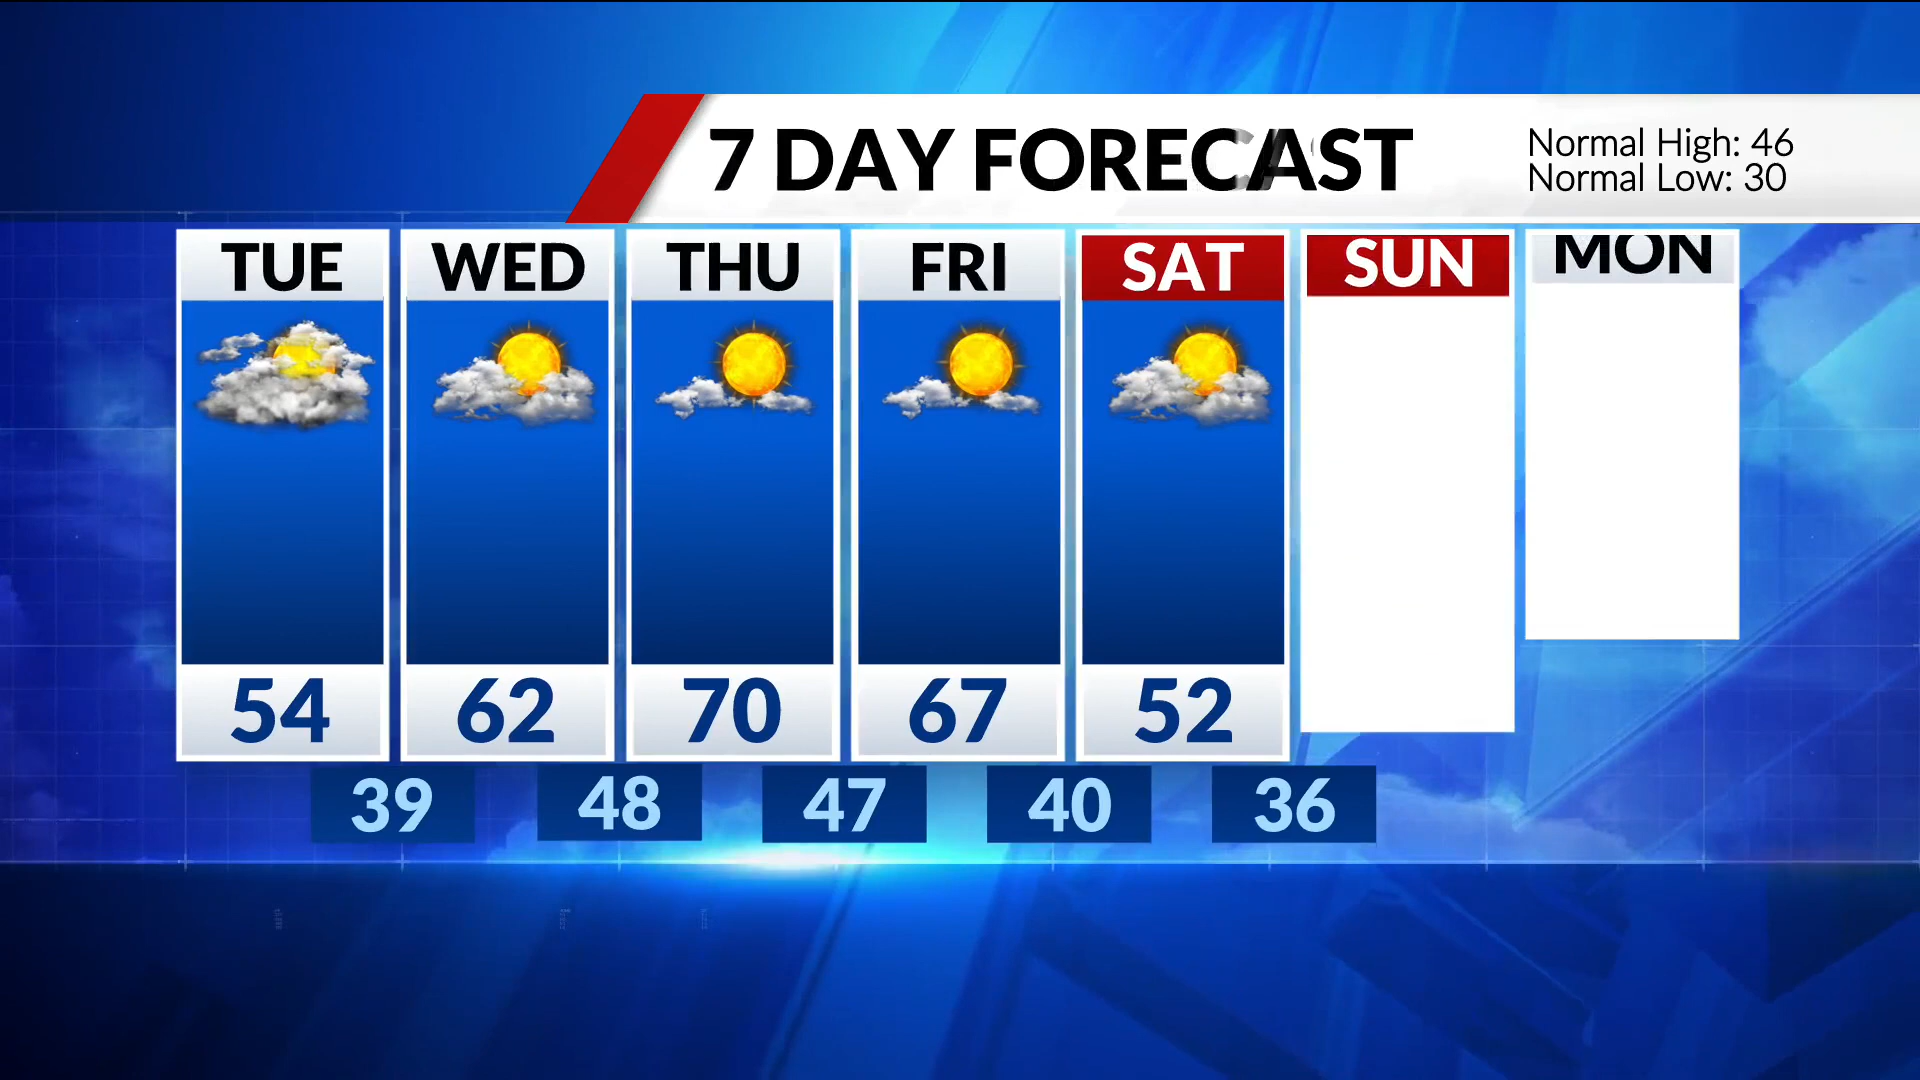 7 DAY FORECAST
Normal High: 46
Normal Low: 30
TUE WED THU FRI SAT SUN MON
54 62 70 67 52
39 48 47 40 36